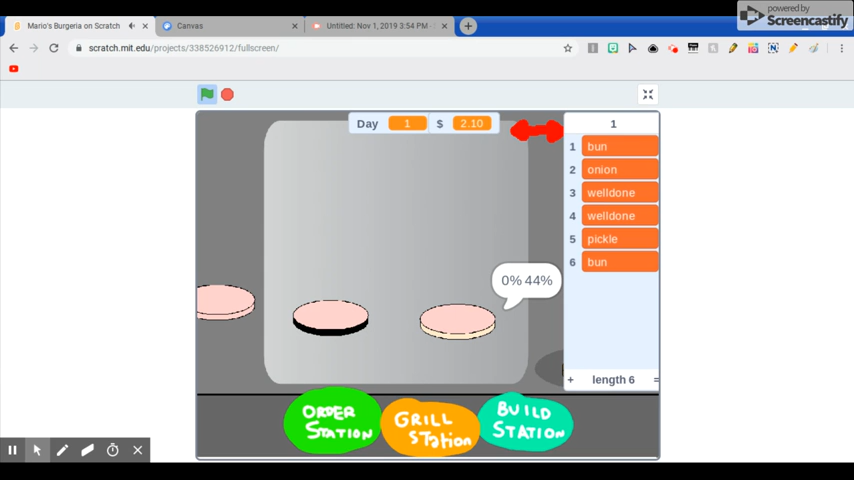 powered by
Screencastify
Mario's Burgeria on Scratch
Canvas
Untitled: Nov 1, 2019 3:54 PM -
scratch.mit.edu/projects/338526912/fullscreen/
Day 1 $ 2.10
1
1 bun
2 onion
3 welldone
4 welldone
5 pickle
6 bun
0% 44%
+ length 6 =
ORDER
STATION
GRILL
Station
BUILD
STATION